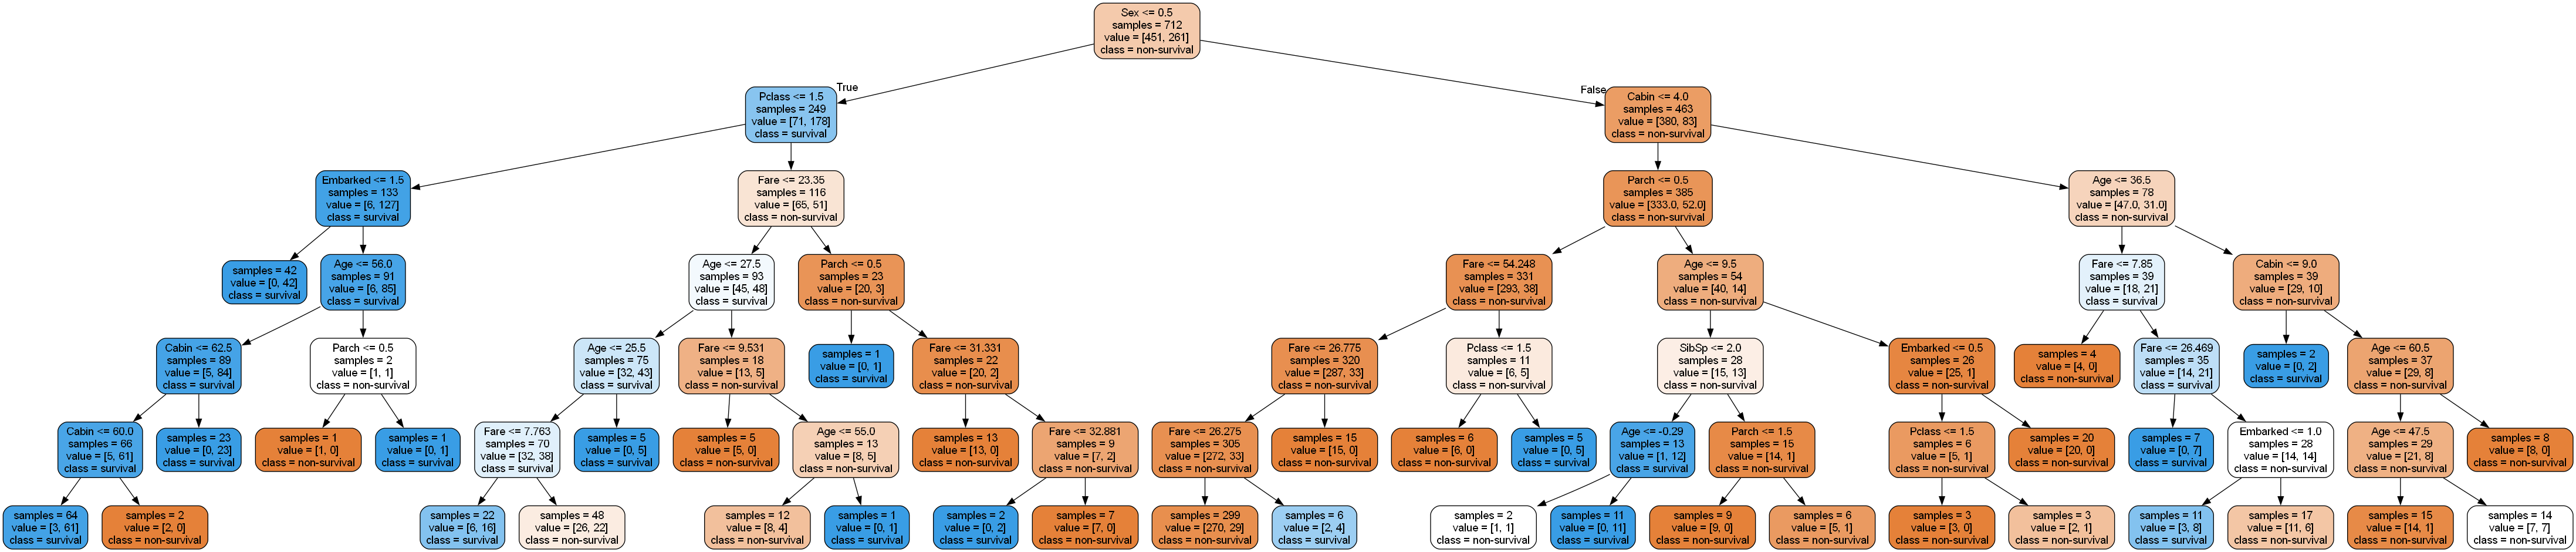 Sex <= 0.5
samples = 712
value = [451, 261]
class = non-survival
True
False
Pclass <= 1.5
samples = 249
value = [71, 178]
class = survival
Cabin <= 4.0
samples = 463
value = [380, 83]
class = non-survival
Embarked <= 1.5
samples = 133
value = [6, 127]
class = survival
Fare <= 23.35
samples = 116
value = [65, 51]
class = non-survival
Parch <= 0.5
samples = 385
value = [333.0, 52.0]
class = non-survival
Age <= 36.5
samples = 78
value = [47.0, 31.0]
class = non-survival
samples = 42
value = [0, 42]
class = survival
Age <= 56.0
samples = 91
value = [6, 85]
class = survival
Age <= 27.5
samples = 93
value = [45, 48]
class = survival
Parch <= 0.5
samples = 23
value = [20, 3]
class = non-survival
Fare <= 54.248
samples = 331
value = [293, 38]
class = non-survival
Age <= 9.5
samples = 54
value = [40, 14]
class = non-survival
Fare <= 7.85
samples = 39
value = [18, 21]
class = survival
Cabin <= 9.0
samples = 39
value = [29, 10]
class = non-survival
Cabin <= 62.5
samples = 89
value = [5, 84]
class = survival
Parch <= 0.5
samples = 2
value = [1, 1]
class = non-survival
Age <= 25.5
samples = 75
value = [32, 43]
class = survival
Fare <= 9.531
samples = 18
value = [13, 5]
class = non-survival
samples = 1
value = [0, 1]
class = survival
Fare <= 31.331
samples = 22
value = [20, 2]
class = non-survival
Fare <= 26.775
samples = 320
value = [287, 33]
class = non-survival
Pclass <= 1.5
samples = 11
value = [6, 5]
class = non-survival
SibSp <= 2.0
samples = 28
value = [15, 13]
class = non-survival
Embarked <= 0.5
samples = 26
value = [25, 1]
class = non-survival
samples = 4
value = [4, 0]
class = non-survival
Fare <= 26.469
samples = 35
value = [14, 21]
class = survival
samples = 2
value = [0, 2]
class = survival
Age <= 60.5
samples = 37
value = [29, 8]
class = non-survival
Cabin <= 60.0
samples = 66
value = [5, 61]
class = survival
samples = 23
value = [0, 23]
class = survival
samples = 1
value = [1, 0]
class = non-survival
samples = 1
value = [0, 1]
class = survival
Fare <= 7.763
samples = 70
value = [32, 38]
class = survival
samples = 5
value = [0, 5]
class = survival
samples = 5
value = [5, 0]
class = non-survival
Age <= 55.0
samples = 13
value = [8, 5]
class = non-survival
samples = 13
value = [13, 0]
class = non-survival
Fare <= 32.881
samples = 9
value = [7, 2]
class = non-survival
Fare <= 26.275
samples = 305
value = [272, 33]
class = non-survival
samples = 15
value = [15, 0]
class = non-survival
samples = 6
value = [6, 0]
class = non-survival
samples = 5
value = [0, 5]
class = survival
Age <= -0.29
samples = 13
value = [1, 12]
class = survival
Parch <= 1.5
samples = 15
value = [14, 1]
class = non-survival
Pclass <= 1.5
samples = 6
value = [5, 1]
class = non-survival
samples = 20
value = [20, 0]
class = non-survival
samples = 7
value = [0, 7]
class = survival
Embarked <= 1.0
samples = 28
value = [14, 14]
class = non-survival
Age <= 47.5
samples = 29
value = [21, 8]
class = non-survival
samples = 8
value = [8, 0]
class = non-survival
samples = 64
value = [3, 61]
class = survival
samples = 2
value = [2, 0]
class = non-survival
samples = 22
value = [6, 16]
class = survival
samples = 48
value = [26, 22]
class = non-survival
samples = 12
value = [8, 4]
class = non-survival
samples = 1
value = [0, 1]
class = survival
samples = 2
value = [0, 2]
class = survival
samples = 7
value = [7, 0]
class = non-survival
samples = 299
value = [270, 29]
class = non-survival
samples = 6
value = [2, 4]
class = survival
samples = 2
value = [1, 1]
class = non-survival
samples = 11
value = [0, 11]
class = survival
samples = 9
value = [9, 0]
class = non-survival
samples = 6
value = [5, 1]
class = non-survival
samples = 3
value = [3, 0]
class = non-survival
samples = 3
value = [2, 1]
class = non-survival
samples = 11
value = [3, 8]
class = survival
samples = 17
value = [11, 6]
class = non-survival
samples = 15
value = [14, 1]
class = non-survival
samples = 14
value = [7, 7]
class = non-survival